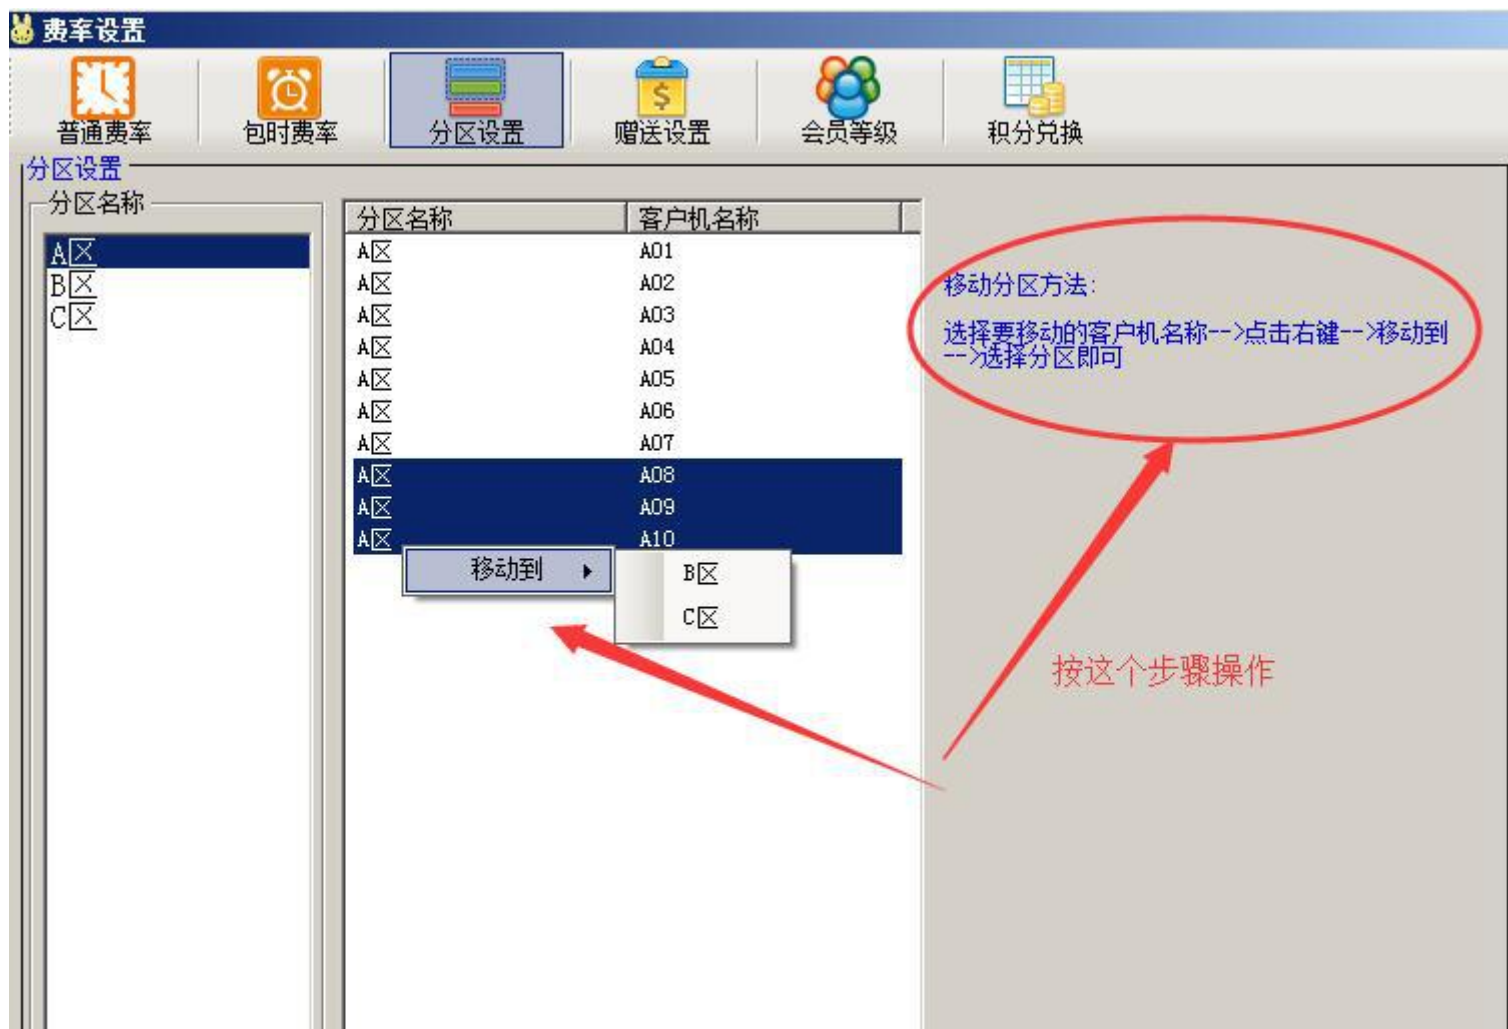 费率设置
普通费率 包时费率 分区设置 赠送设置 会员等级 积分兑换
分区设置
分区名称
A区
B区
C区
分区名称 客户机名称
A区 A01
A区 A02
A区 A03
A区 A04
A区 A05
A区 A06
A区 A07
A区 A08
A区 A09
A区 A10
移动到
B区
C区
移动分区方法:
选择要移动的客户机名称-->点击右键-->移动到
-->选择分区即可
按这个步骤操作